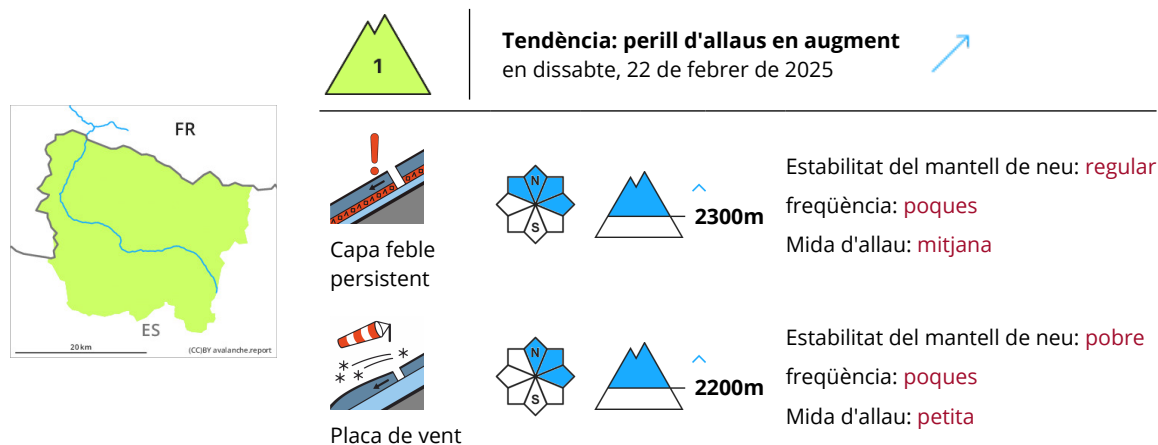 1
Tendència: perill d'allaus en augment
en dissabte, 22 de febrer de 2025
FR
ES
20 km
(CC)BY avalanche.report
Capa feble
persistent
N
S
2300m
Estabilitat del mantell de neu: regular
freqüència: poques
Mida d'allau: mitjana
Placa de vent
N
S
2200m
Estabilitat del mantell de neu: pobre
freqüència: poques
Mida d'allau: petita